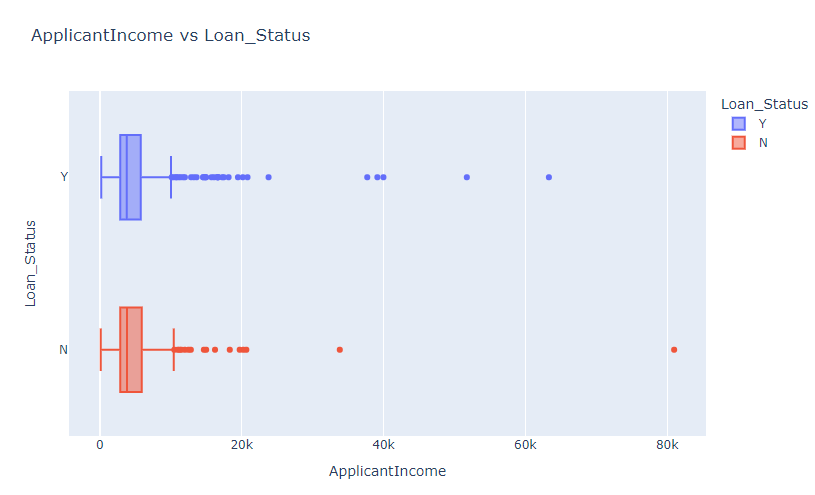 ApplicantIncome vs Loan_Status
Loan_Status
Y
N
Loan_Status
Y
N
0
20k
40k
60k
80k
ApplicantIncome